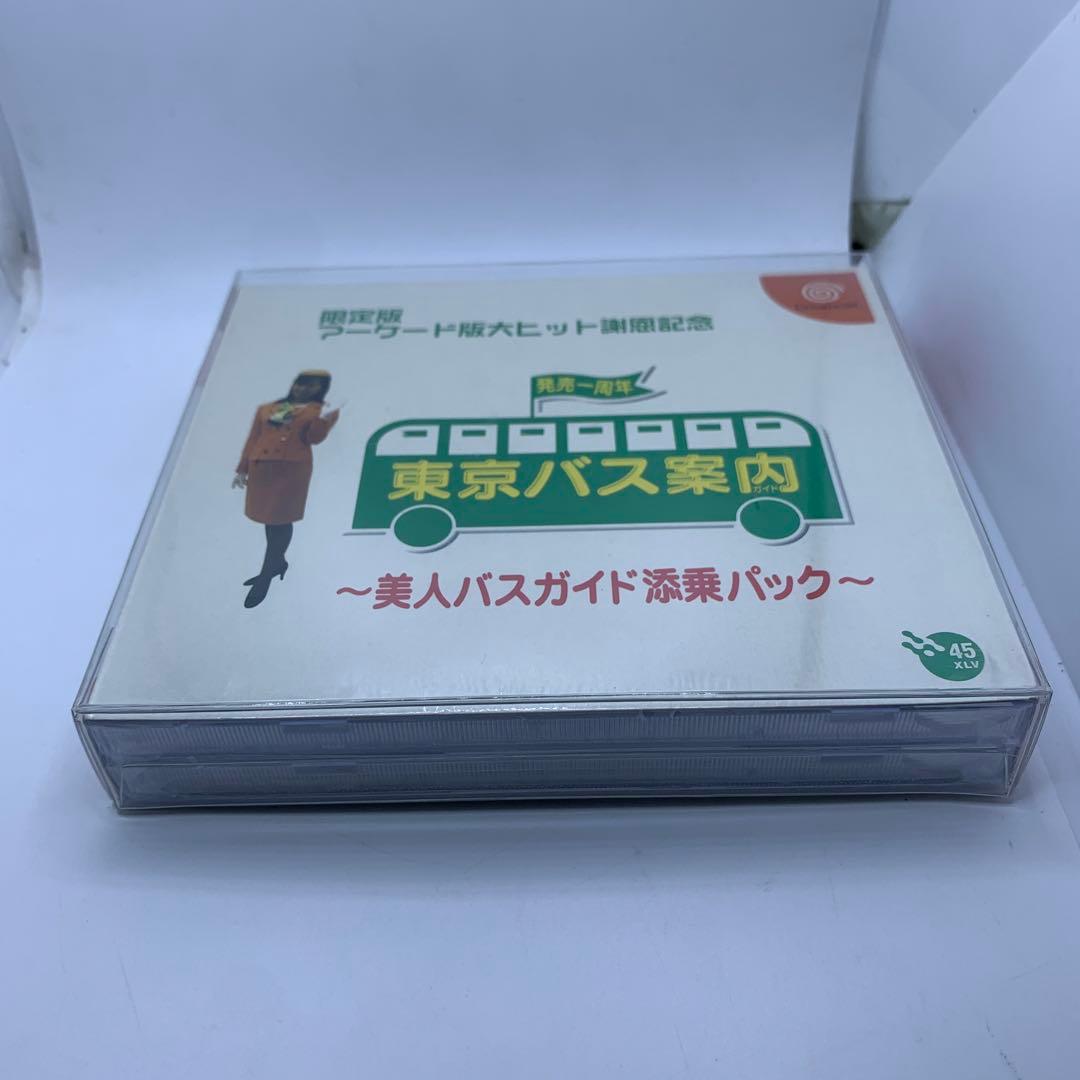 限定版
アーケード版大ヒット謝恩記念
Dreamcast
発売一周年
東京バス案内
ガイド
～美人バスガイド添乗パック～
45
XLV